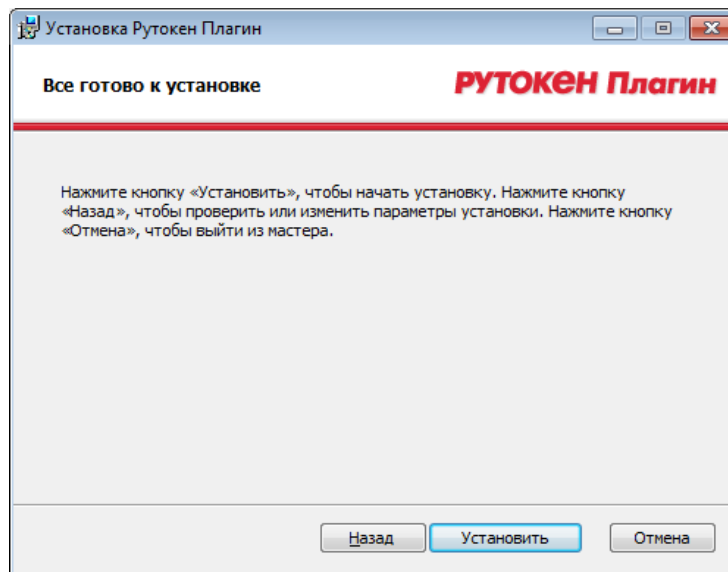 Установка Рутокен Плагин
Все готово к установке
РУТОКЕН Плагин
Нажмите кнопку «Установить», чтобы начать установку. Нажмите кнопку
«Назад», чтобы проверить или изменить параметры установки. Нажмите кнопку
«Отмена», чтобы выйти из мастера.
Назад
Установить
Отмена